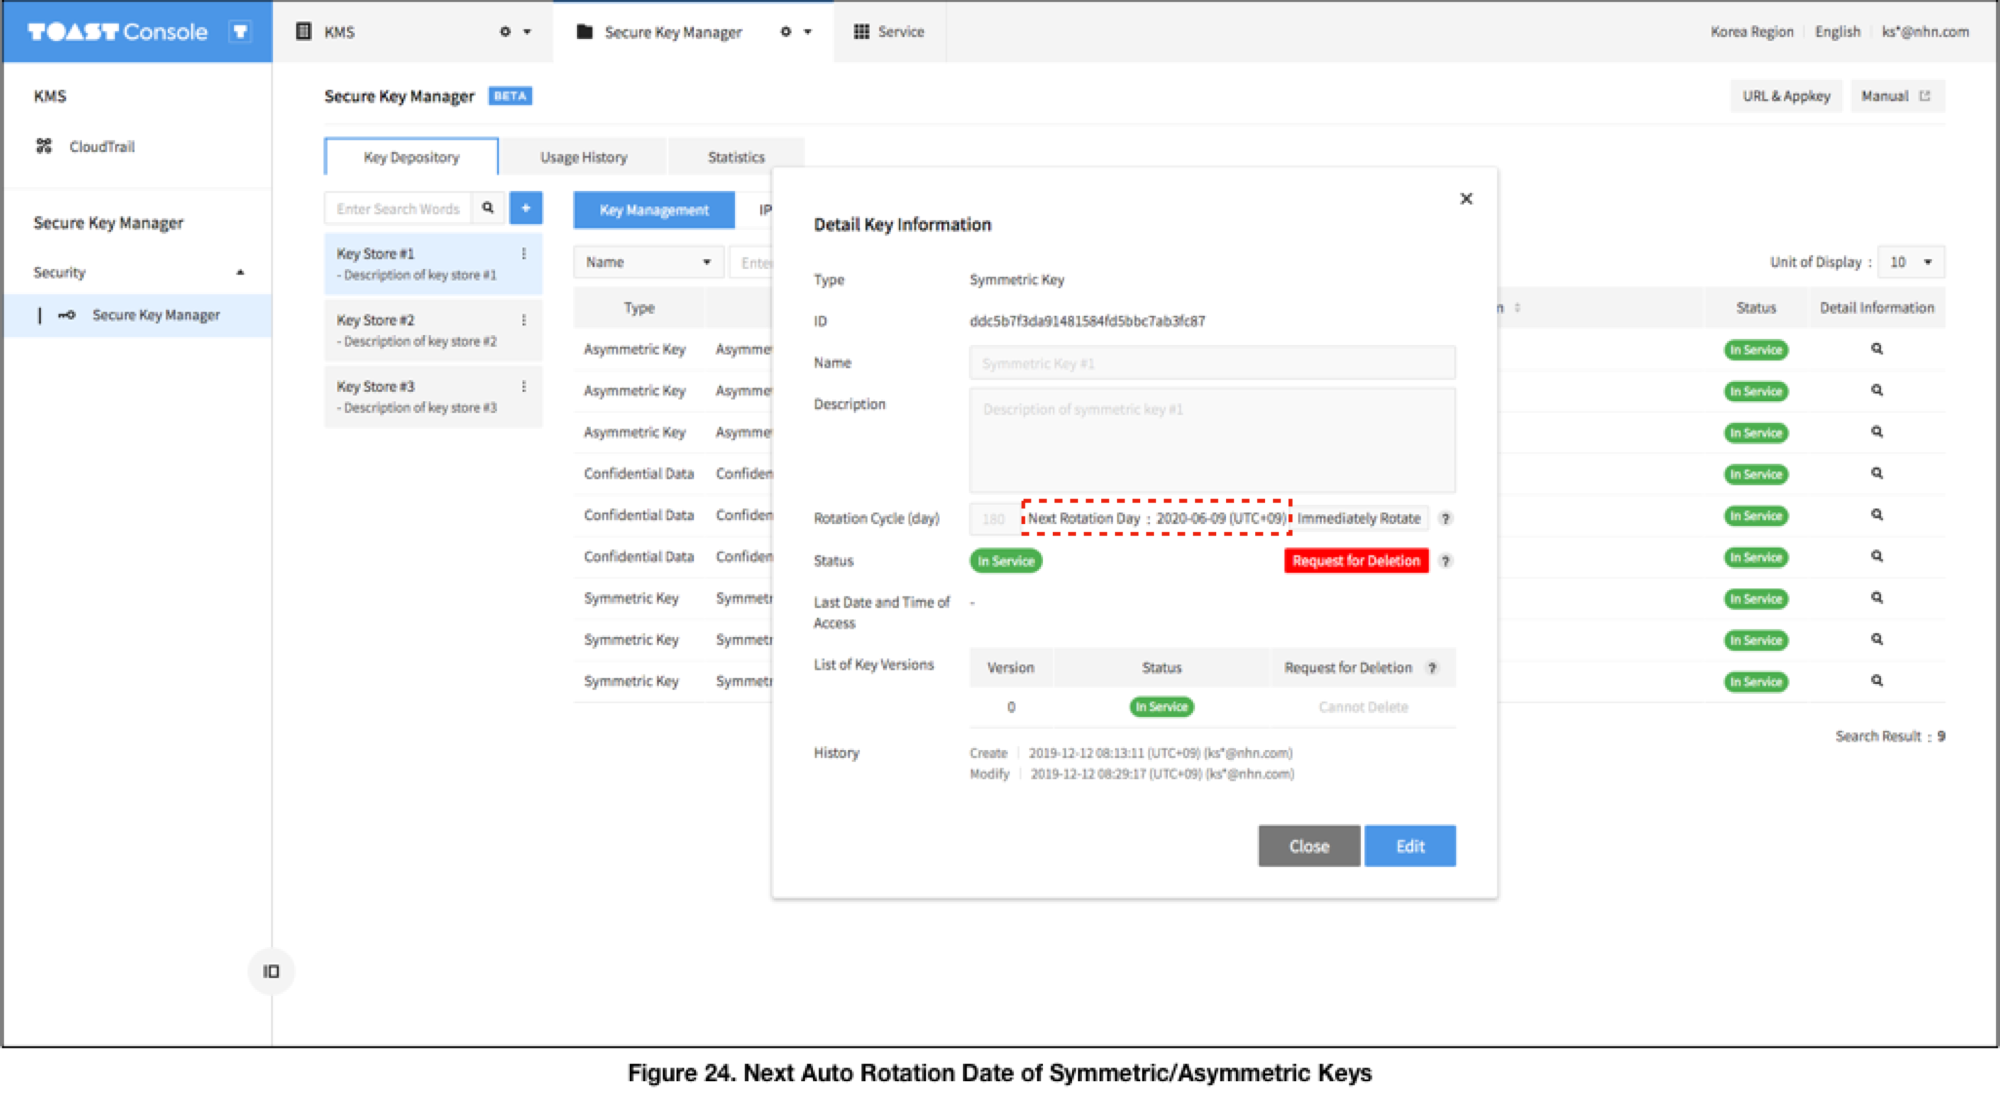 TOAST Console
KMS
Secure Key Manager
Service
Korea Region
English
ks*@nhn.com
KMS
CloudTrail
Secure Key Manager
Security
Secure Key Manager
Secure Key Manager BETA
URL & Appkey
Manual
Key Depository
Usage History
Statistics
Enter Search Words
+
Key Store #1
- Description of key store #1
Key Store #2
- Description of key store #2
Key Store #3
- Description of key store #3
Key Management
IP
Name
Ente
Unit of Display : 10
Type
n
Status
Detail Information
Asymmetric Key Asymme In Service
Asymmetric Key Asymme In Service
Asymmetric Key Asymme In Service
Confidential Data Confiden In Service
Confidential Data Confiden In Service
Confidential Data Confiden In Service
Symmetric Key Symmetr In Service
Symmetric Key Symmetr In Service
Symmetric Key Symmetr In Service
Search Result : 9
Detail Key Information
Type Symmetric Key
ID ddc5b7f3da91481584fd5bbc7ab3fc87
Name Symmetric Key #1
Description Description of symmetric key #1
Rotation Cycle (day) 180 Next Rotation Day : 2020-06-09 (UTC+09) Immediately Rotate ?
Status In Service Request for Deletion ?
Last Date and Time of -
Access
List of Key Versions Version Status Request for Deletion ?
0 In Service Cannot Delete
History Create 2019-12-12 08:13:11 (UTC+09) (ks*@nhn.com)
Modify 2019-12-12 08:29:17 (UTC+09) (ks*@nhn.com)
Close Edit
Figure 24. Next Auto Rotation Date of Symmetric/Asymmetric Keys